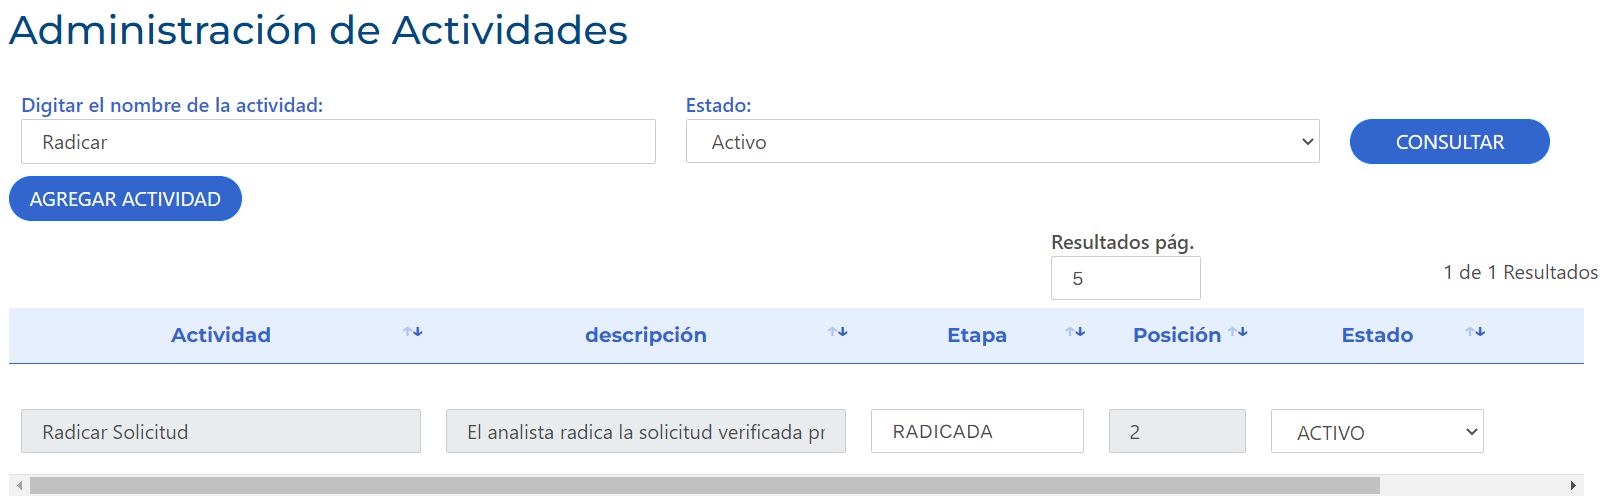 Administración de Actividades
Digitar el nombre de la actividad:
Estado:
Radicar
Activo
CONSULTAR
AGREGAR ACTIVIDAD
Resultados pág.
5
1 de 1 Resultados
Actividad descripción Etapa Posición Estado
Radicar Solicitud El analista radica la solicitud verificada pr RADICADA 2 ACTIVO